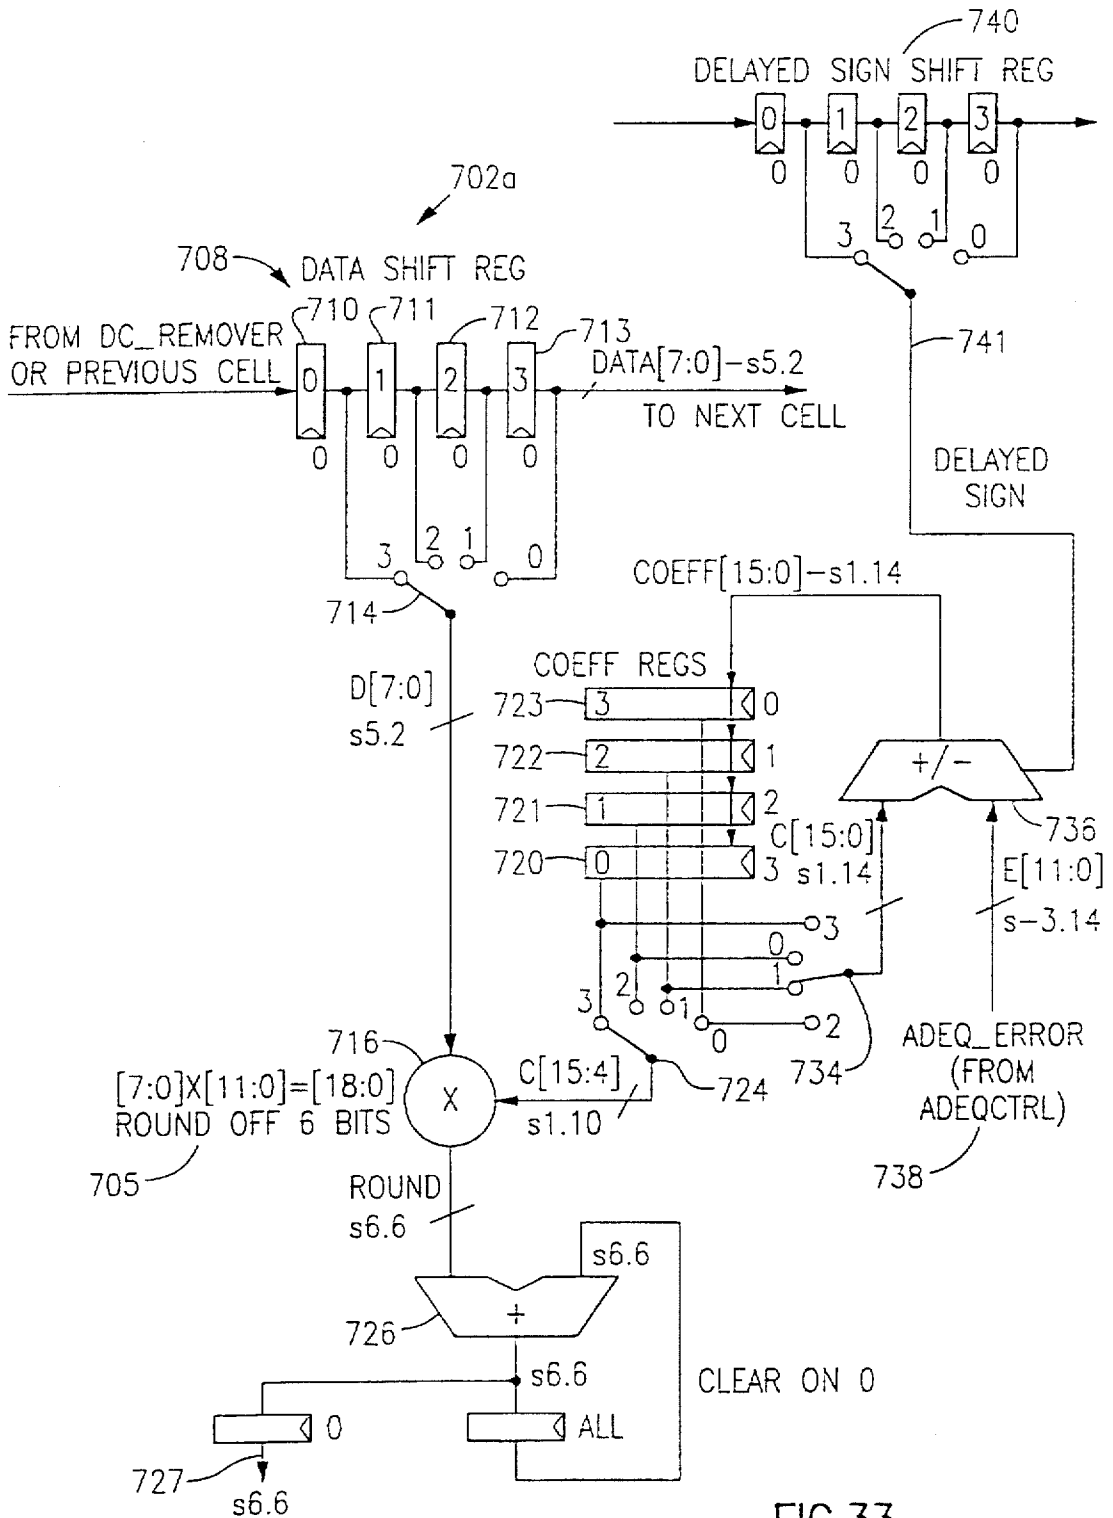 740
DELAYED SIGN SHIFT REG
0 1 2 3
0 0 0 0
3 2 1 0
741
DELAYED
SIGN
702a
708
DATA SHIFT REG
710 711 712 713
FROM DC_REMOVER
OR PREVIOUS CELL
0 1 2 3
DATA[7:0]-s5.2
TO NEXT CELL
0 0 0 0
3 2 1 0
714
D[7:0]
s5.2
COEFF[15:0]-s1.14
COEFF REGS
723 3 0
722 2 1
721 1 2
720 0 3
+/-
736
C[15:0]
s1.14
E[11:0]
s-3.14
3
0
1
2
3 2 1 0
724
734
ADEQ_ERROR
(FROM
ADEQCTRL)
738
716
X
C[15:4]
s1.10
[7:0]X[11:0]=[18:0]
ROUND OFF 6 BITS
705
ROUND
s6.6
s6.6
+
726
s6.6
CLEAR ON 0
0
ALL
727
s6.6
FIG.33